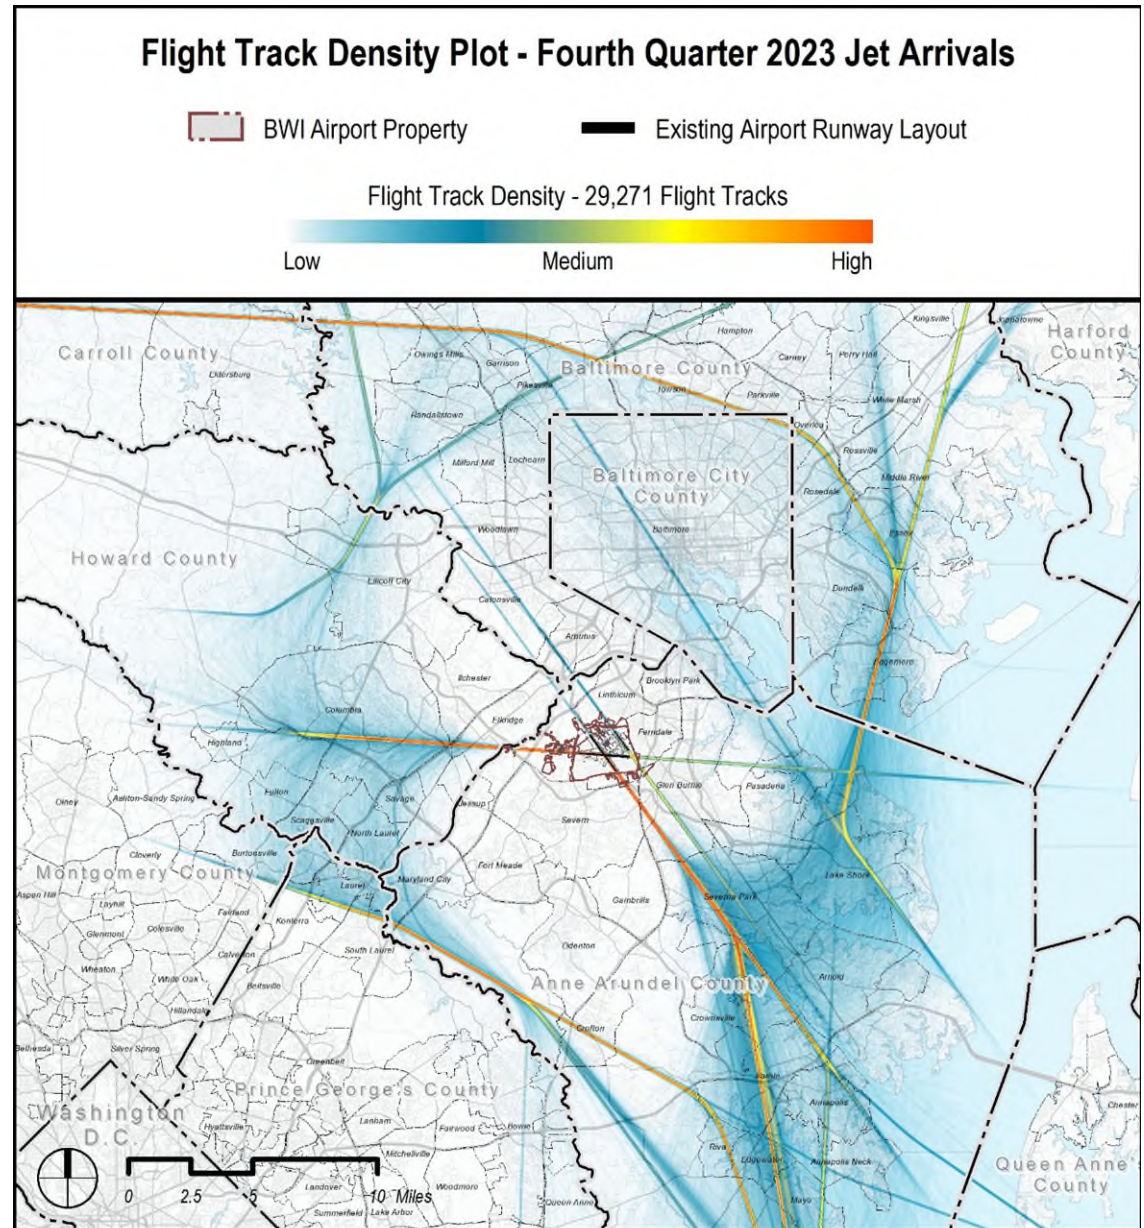 Flight Track Density Plot - Fourth Quarter 2023 Jet Arrivals
BWI Airport Property
Existing Airport Runway Layout
Flight Track Density - 29,271 Flight Tracks
Low
Medium
High
Kingsville
Joppatowne
Hampton
Harford
County
Carroll County
Owings Mills
Garrison
Carney
Perry Hall
Eldersburg
Pikesville
Baltimore County
Towson
Parkville
White Marsh
Randallstown
Overlea
Rossville
Milford Mill
Lochearn
Baltimore City
County
Middle River
Rosedale
Woodlawn
Baltimore
Essex
Howard County
Ellicott City
Catonsville
Dundalk
Arbutus
Edgemere
Ilchester
Brooklyn Park
Linthicum
Columbia
Elkridge
Ferndale
Highland
Fulton
Savage
Jessup
Glen Burnie
Pasadena
Olney
Ashton-Sandy Spring
Scaggsville
North Laurel
Severn
Cloverly
Burtonsville
Fort Meade
Lake Shore
Montgomery County
Laurel
Maryland City
Aspen Hill
Layhill
Fairland
Konterra
Gambrills
Severna Park
Glenmont
Colesville
Calverton
South Laurel
Odenton
Wheaton
White Oak
Beltsville
Anne Arundel County
Arnold
Hillandale
Crownsville
Crofton
Bethesda
Silver Spring
Greenbelt
Parole
Prince George's County
Annapolis
Chester
Washington
D.C.
Hyattsville
Lanham
Fairwood
Bowie
Riva
Edgewater
Annapolis Neck
Mitchellville
Queen Anne
County
Landover
Woodmore
Queen Anne
Mayo
Summerfield
Lake Arbor
0
2.5
5
10 Miles